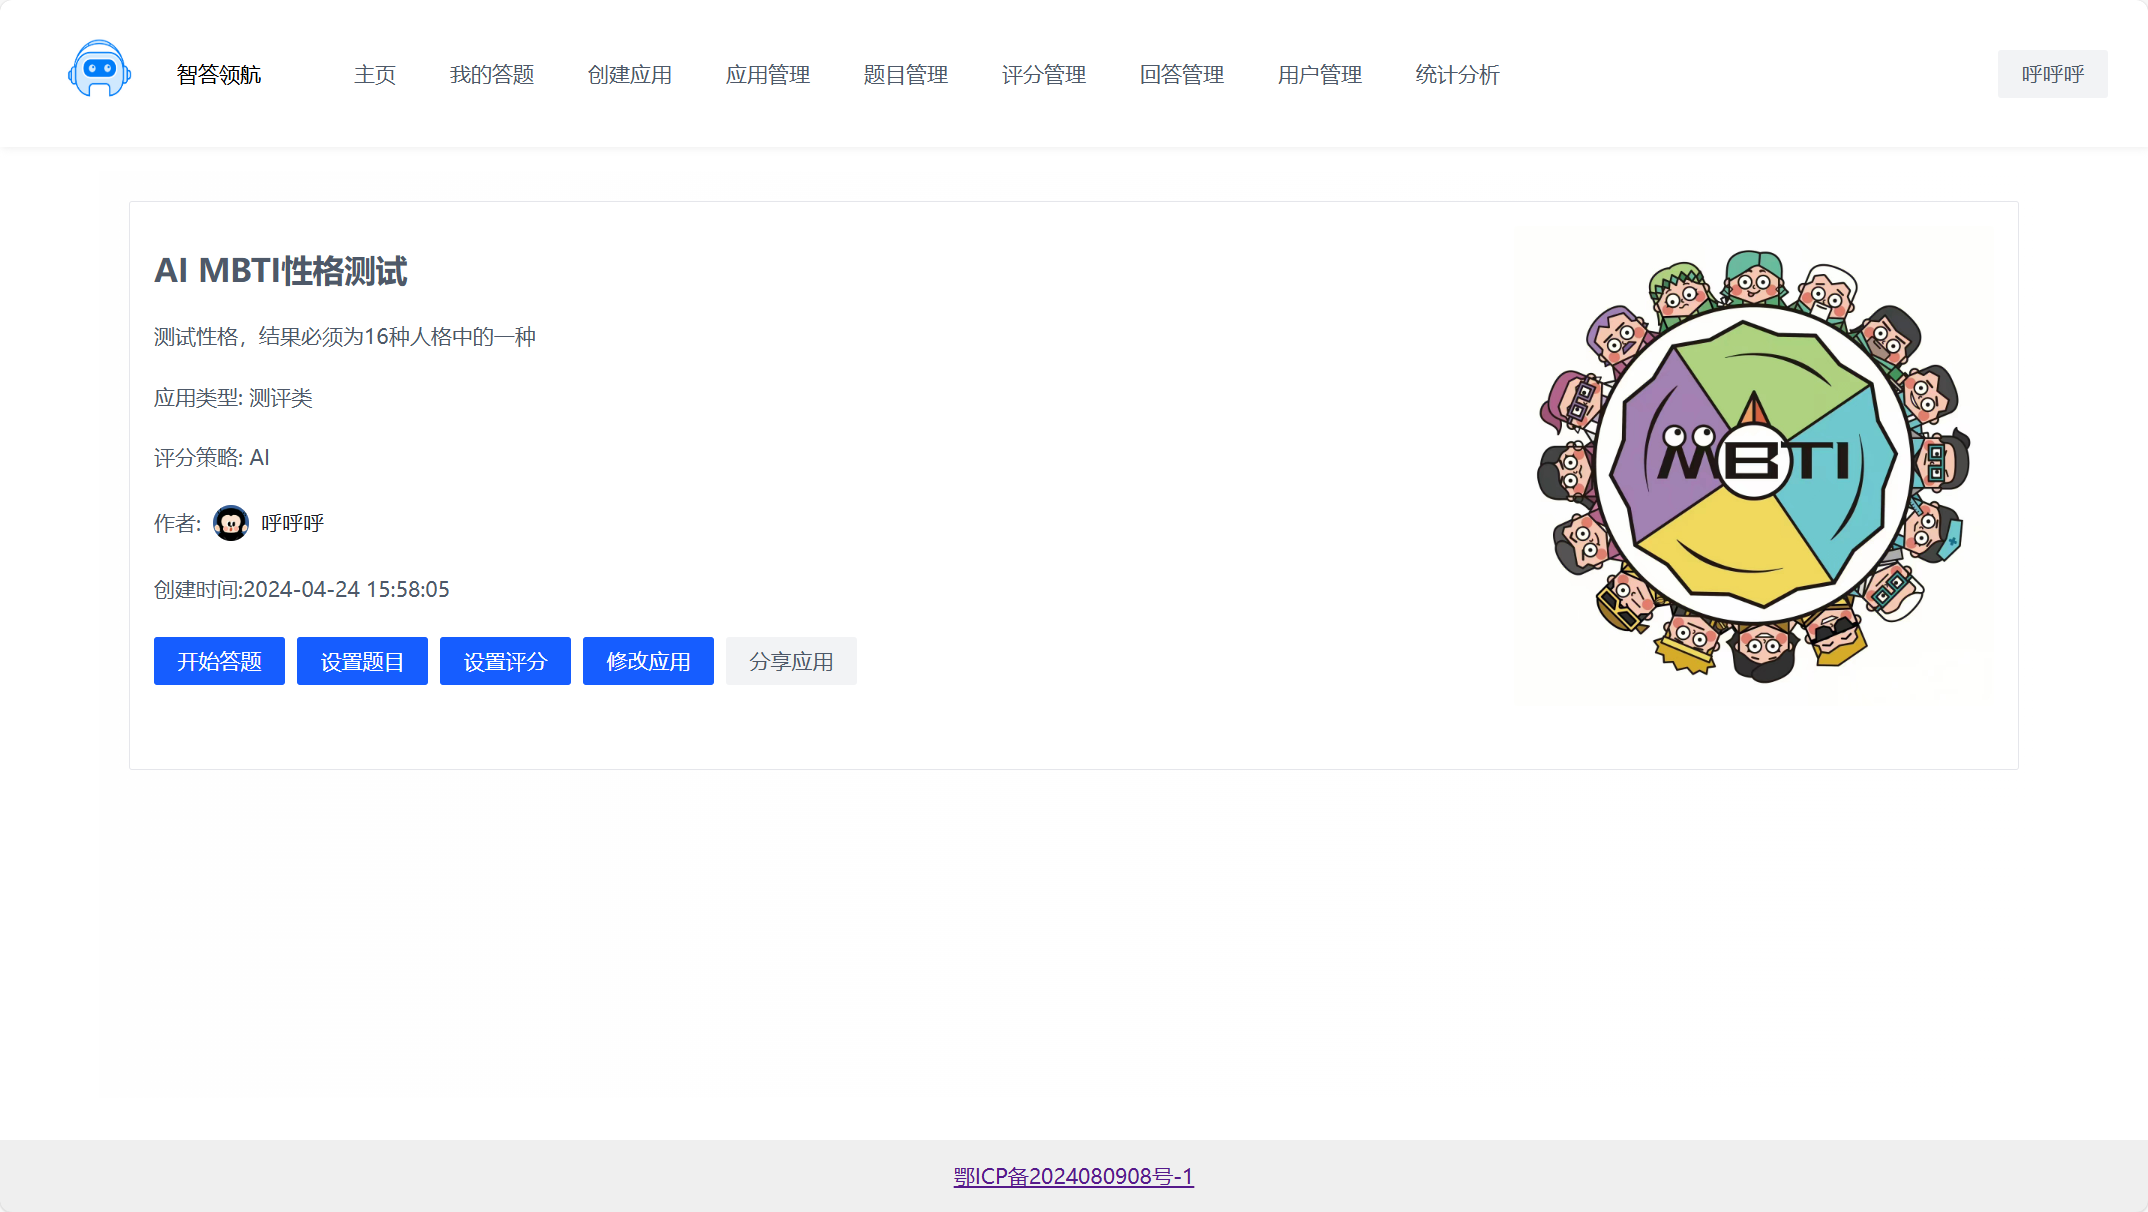 智答领航 主页 我的答题 创建应用 应用管理 题目管理 评分管理 回答管理 用户管理 统计分析 呼呼呼
AI MBTI性格测试
测试性格，结果必须为16种人格中的一种
应用类型: 测评类
评分策略: AI
作者: 呼呼呼
创建时间:2024-04-24 15:58:05
开始答题 设置题目 设置评分 修改应用 分享应用
MBTI
鄂ICP备2024080908号-1